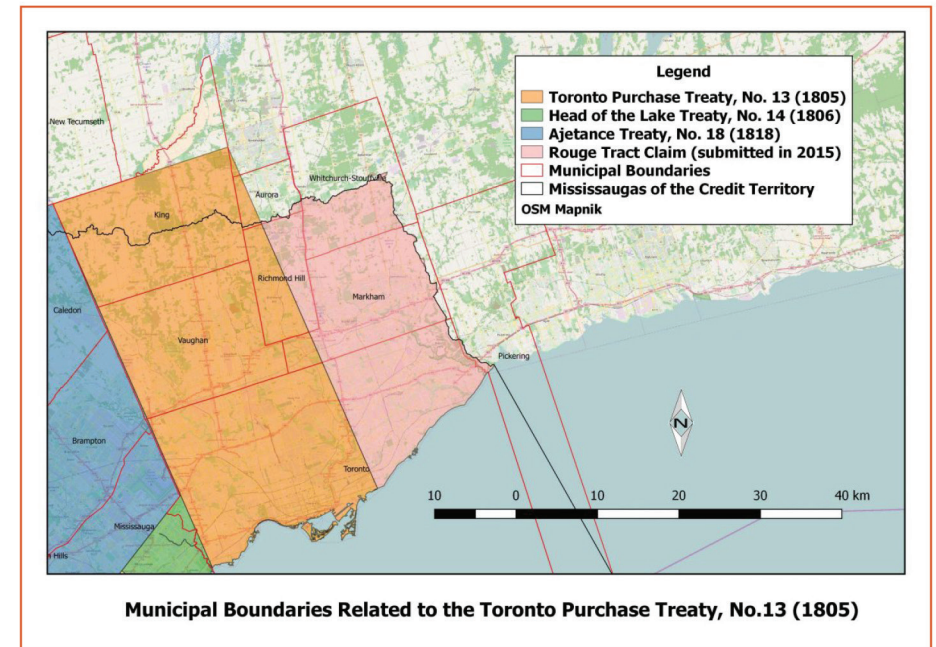 Legend
Toronto Purchase Treaty, No. 13 (1805)
Head of the Lake Treaty, No. 14 (1806)
Ajetance Treaty, No. 18 (1818)
Rouge Tract Claim (submitted in 2015)
Municipal Boundaries
Mississaugas of the Credit Territory
OSM Mapnik
New Tecumseth
Whitchurch-Stouffville
Aurora
King
Richmond Hill
Caledon
Markham
Vaughan
Pickering
Brampton
N
Toronto
10 0 10 20 30 40 km
Mississauga
Hills
Municipal Boundaries Related to the Toronto Purchase Treaty, No.13 (1805)